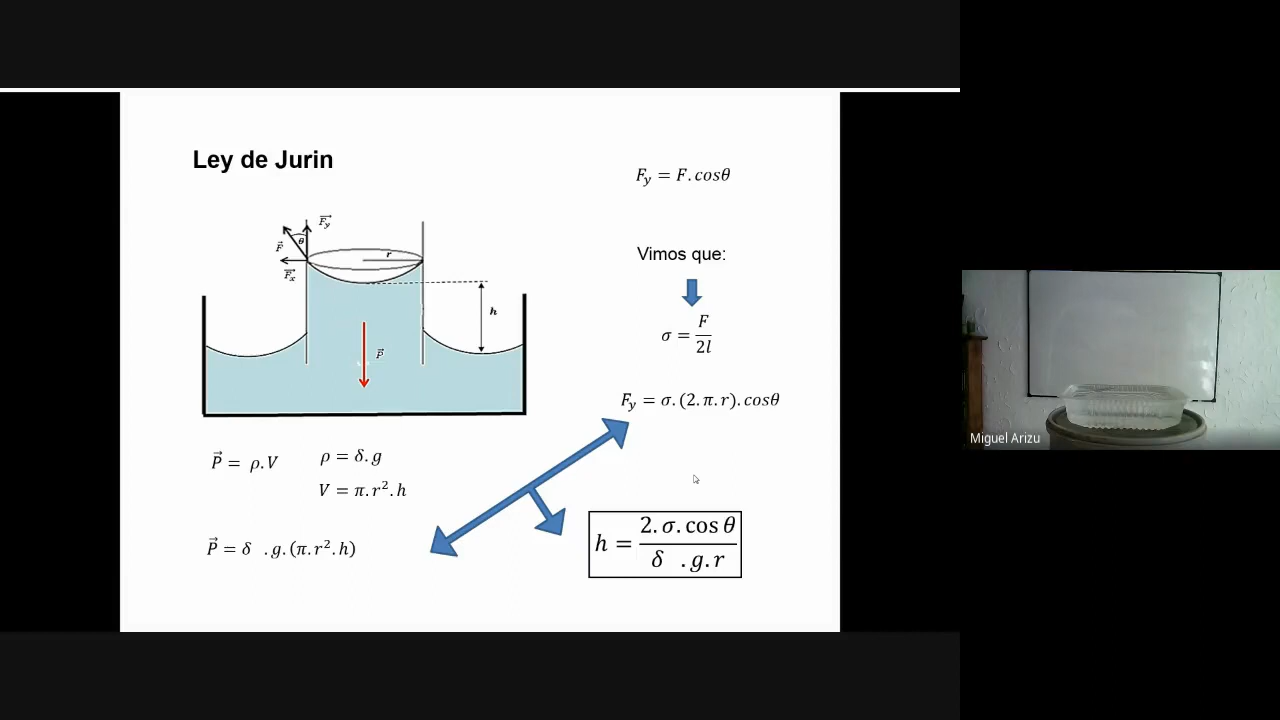 Ley de Jurin
F_y = F.cosθ
Vimos que:
σ = F/2l
F_y = σ.(2.π.r).cosθ
F_y
F
θ
F_x
r
h
P
P⃗ = ρ.V
ρ = δ.g
V = π.r².h
P⃗ = δ .g.(π.r².h)
h = 2.σ.cos θ / δ .g.r
Miguel Arizu